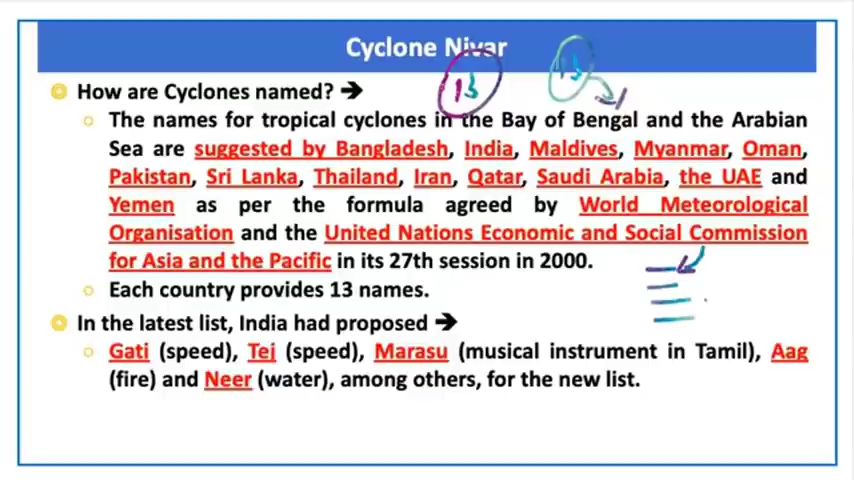 Cyclone Nivar
13
13
1
How are Cyclones named? ➔
The names for tropical cyclones in the Bay of Bengal and the Arabian
Sea are suggested by Bangladesh, India, Maldives, Myanmar, Oman,
Pakistan, Sri Lanka, Thailand, Iran, Qatar, Saudi Arabia, the UAE and
Yemen as per the formula agreed by World Meteorological
Organisation and the United Nations Economic and Social Commission
for Asia and the Pacific in its 27th session in 2000.
Each country provides 13 names.
In the latest list, India had proposed ➔
Gati (speed), Tej (speed), Marasu (musical instrument in Tamil), Aag
(fire) and Neer (water), among others, for the new list.